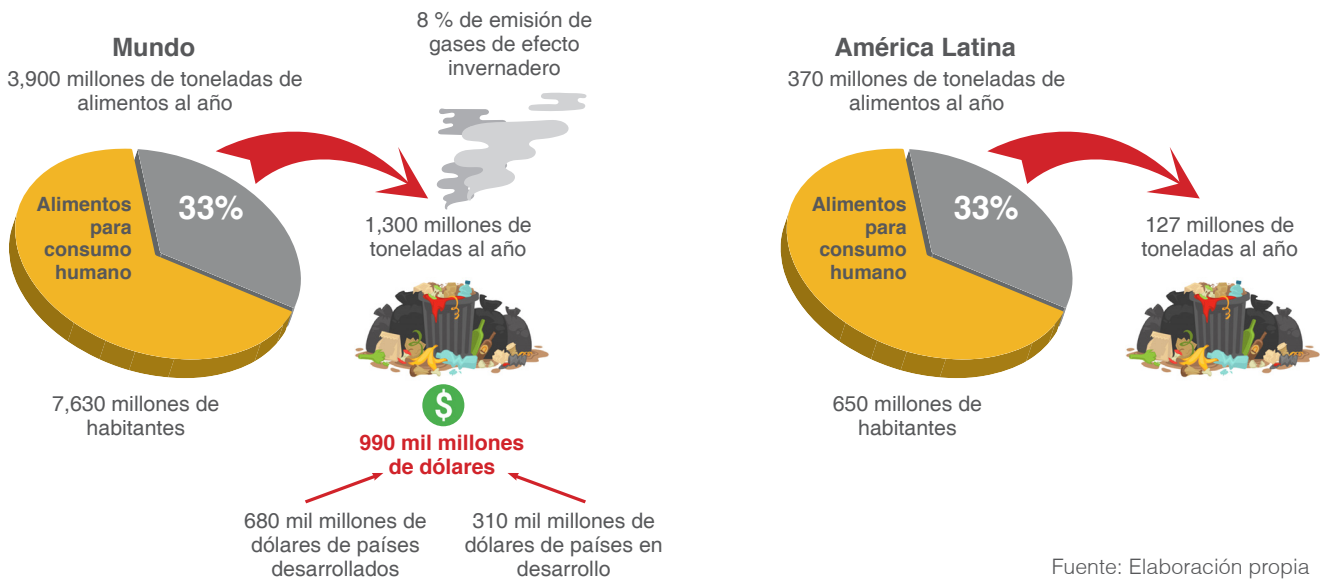 Mundo
3,900 millones de toneladas de
alimentos al año
8 % de emisión de
gases de efecto
invernadero
Alimentos
para
consumo
humano
33%
1,300 millones de
toneladas al año
7,630 millones de
habitantes
$
990 mil millones
de dólares
680 mil millones de
dólares de países
desarrollados
310 mil millones de
dólares de países en
desarrollo
América Latina
370 millones de toneladas de
alimentos al año
Alimentos
para
consumo
humano
33%
127 millones de
toneladas al año
650 millones de
habitantes
Fuente: Elaboración propia